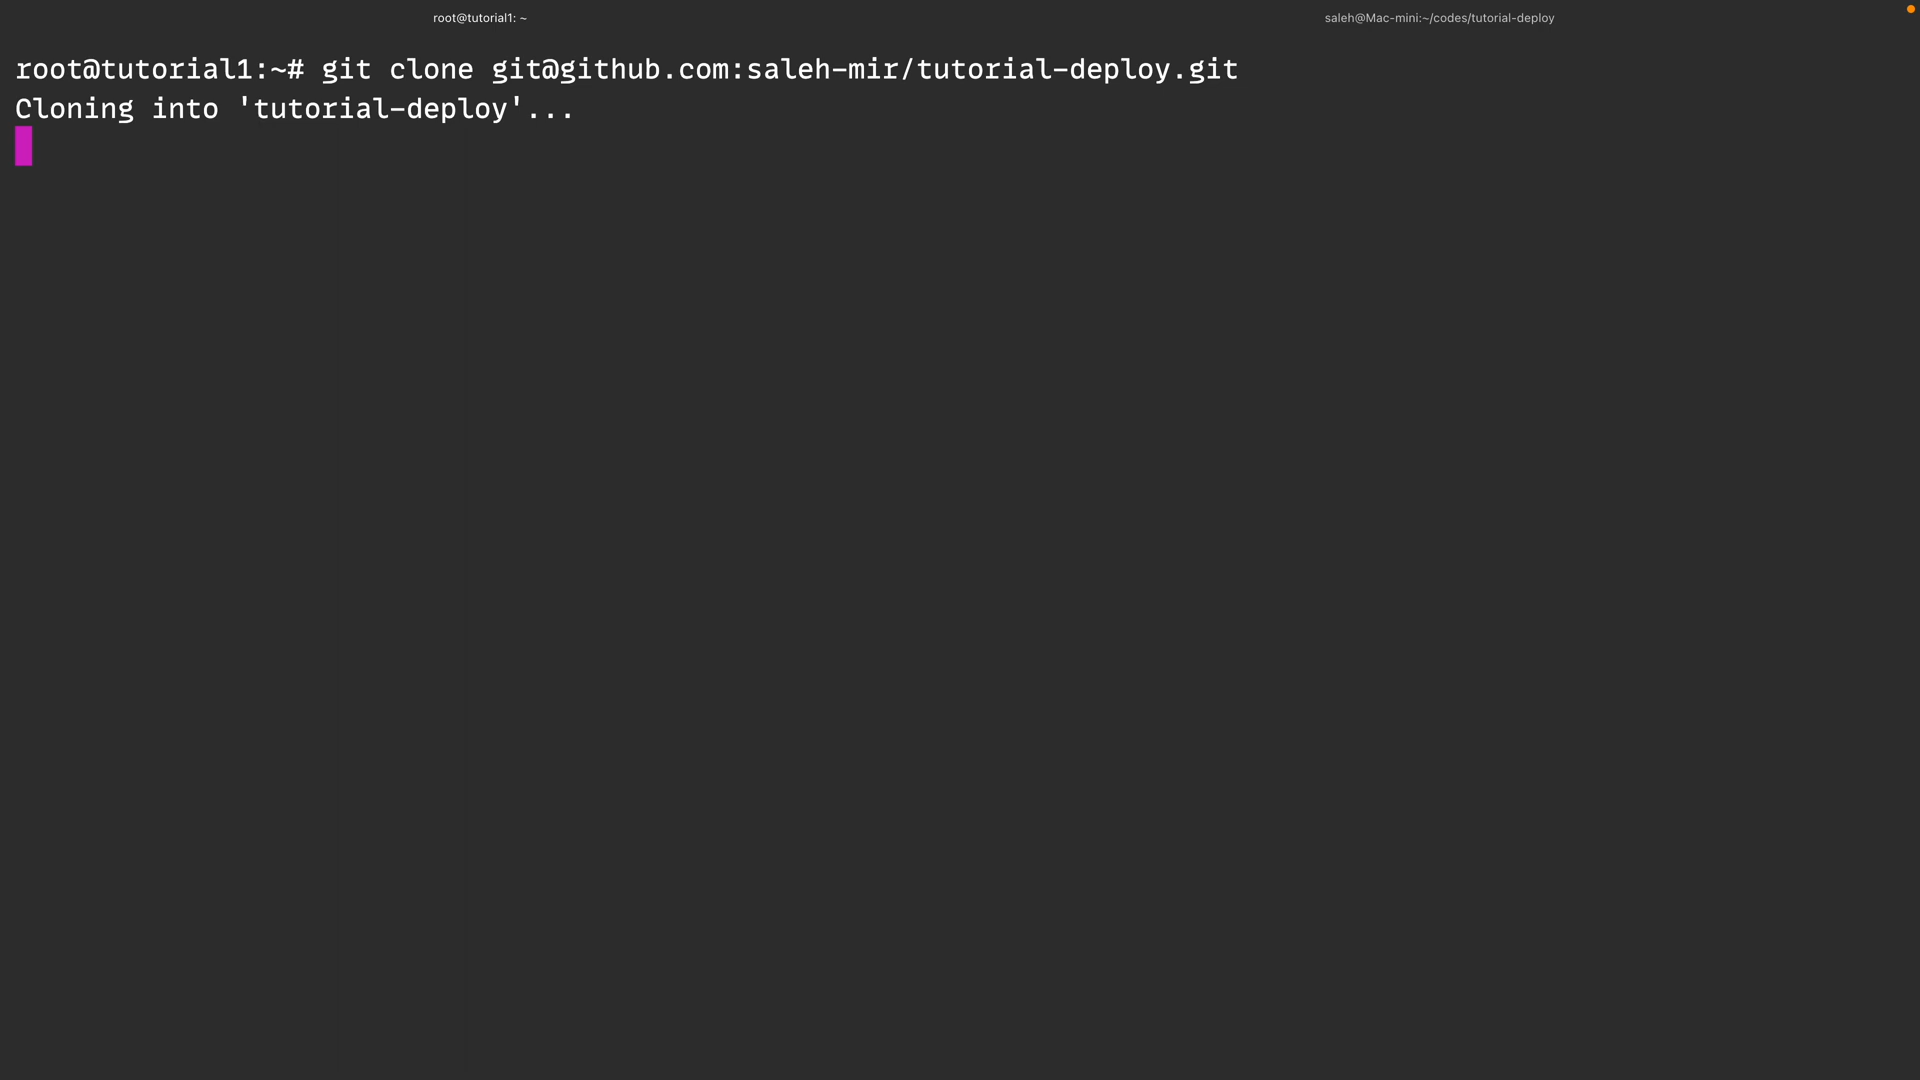 root@tutorial1: ~
saleh@Mac-mini:~/codes/tutorial-deploy
root@tutorial1:~# git clone git@github.com:saleh-mir/tutorial-deploy.git
Cloning into 'tutorial-deploy'...